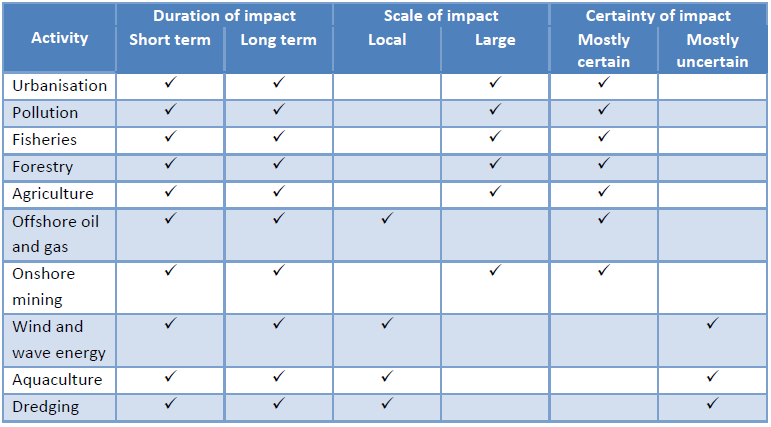 Activity Duration of impact Scale of impact Certainty of impact
Short term Long term Local Large Mostly certain Mostly uncertain
Urbanisation ✓ ✓ ✓ ✓
Pollution ✓ ✓ ✓ ✓
Fisheries ✓ ✓ ✓ ✓
Forestry ✓ ✓ ✓ ✓
Agriculture ✓ ✓ ✓ ✓
Offshore oil ✓ ✓ ✓ ✓
and gas
Onshore ✓ ✓ ✓ ✓
mining
Wind and ✓ ✓ ✓ ✓
wave energy
Aquaculture ✓ ✓ ✓ ✓
Dredging ✓ ✓ ✓ ✓